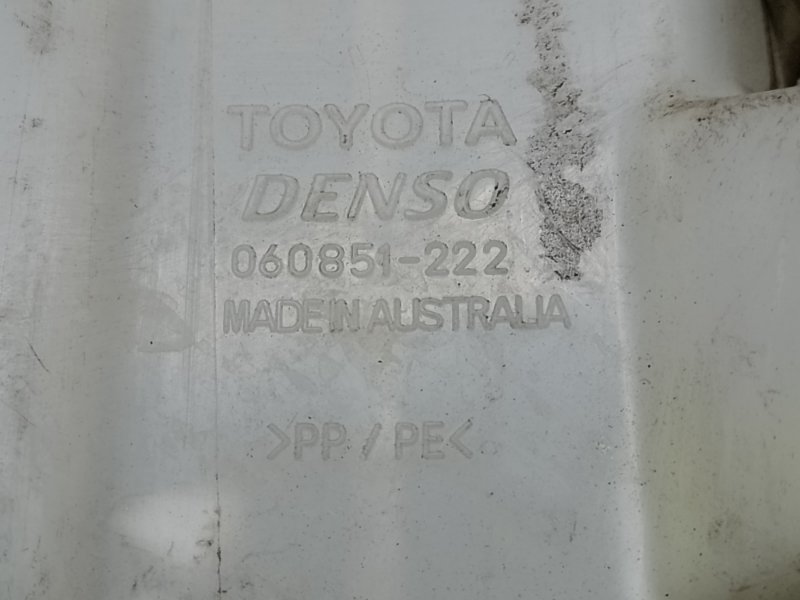 TOYOTA
DENSO
060851-222
MADE IN AUSTRALIA
>PP/PE<